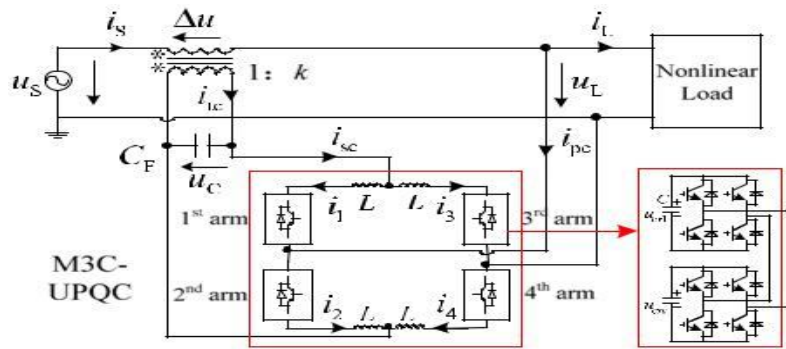 i_S
Δu
i_L
*
*
1: k
u_S
i_Lc
u_L
Nonlinear
Load
C_F
i_sc
i_pc
u_C
i_1 L L i_3
1st arm
3rd arm
C
+
M3C-
UPQC
2nd arm
4th arm
i_2 L L i_4
+